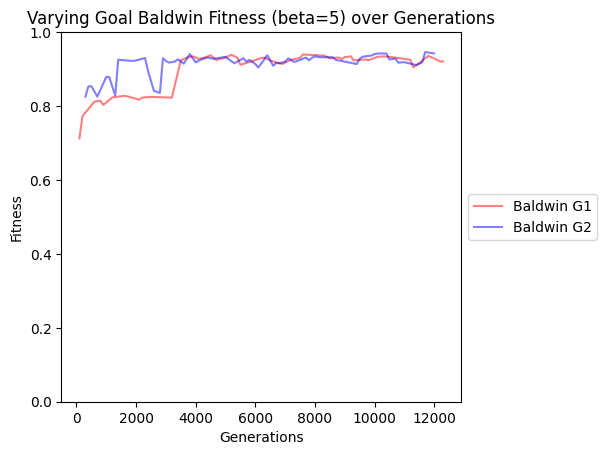 Varying Goal Baldwin Fitness (beta=5) over Generations
1.0
0.8
0.6
0.4
0.2
0.0
Fitness
0 2000 4000 6000 8000 10000 12000
Generations
Baldwin G1
Baldwin G2